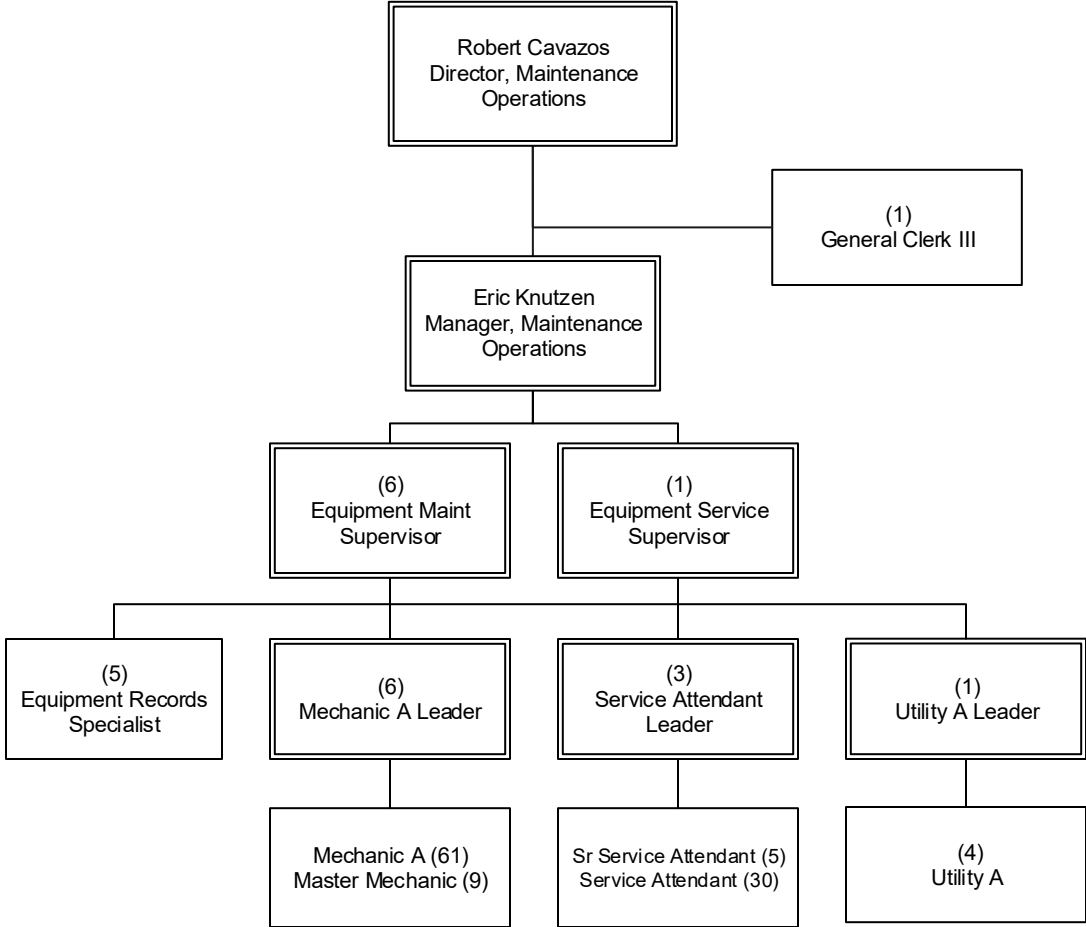 Robert Cavazos
Director, Maintenance
Operations
(1)
General Clerk III
Eric Knutzen
Manager, Maintenance
Operations
(6)
Equipment Maint
Supervisor
(1)
Equipment Service
Supervisor
(5)
Equipment Records
Specialist
(6)
Mechanic A Leader
(3)
Service Attendant
Leader
(1)
Utility A Leader
Mechanic A (61)
Master Mechanic (9)
Sr Service Attendant (5)
Service Attendant (30)
(4)
Utility A